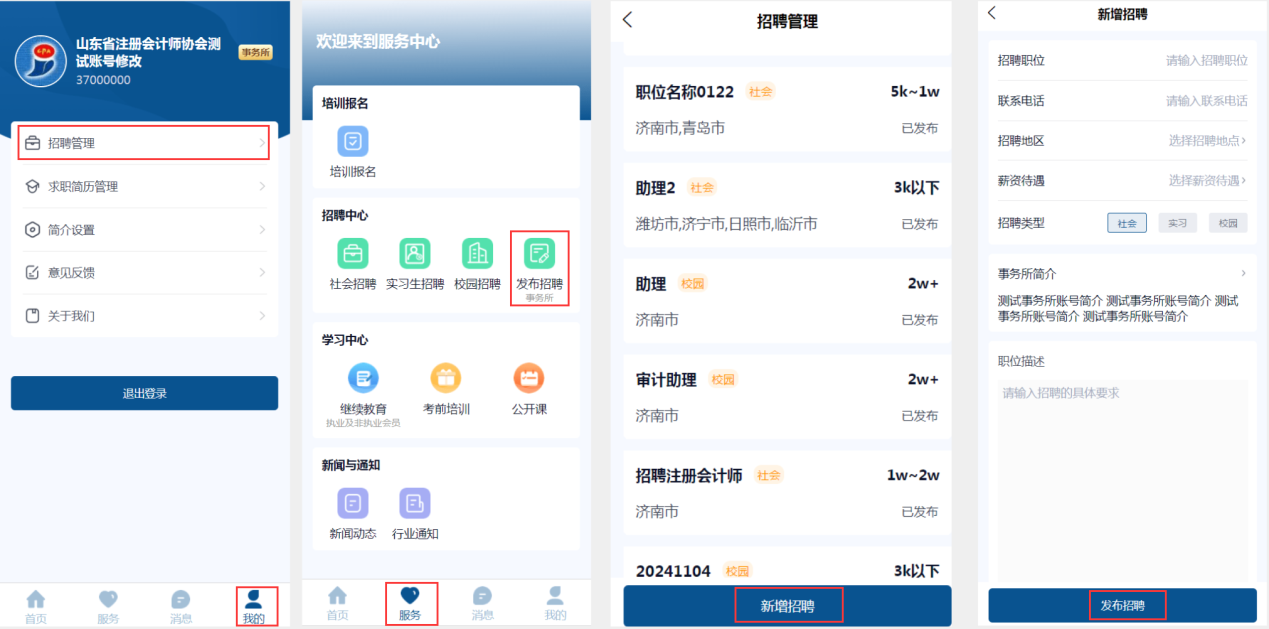 山东省注册会计师协会测
试账号修改
事务所
37000000
招聘管理
求职简历管理
简介设置
意见反馈
关于我们
退出登录
首页
服务
消息
我的
欢迎来到服务中心
培训报名
培训报名
招聘中心
社会招聘 实习生招聘 校园招聘 发布招聘
事务所
学习中心
继续教育 考前培训 公开课
执业及非执业会员
新闻与通知
新闻动态 行业通知
首页
服务
消息
我的
招聘管理
职位名称0122 社会 5k~1w
济南市,青岛市 已发布
助理2 社会 3k以下
潍坊市,济宁市,日照市,临沂市 已发布
助理 校园 2w+
济南市 已发布
审计助理 校园 2w+
济南市 已发布
招聘注册会计师 社会 1w~2w
济南市 已发布
20241104 校园 3k以下
新增招聘
新增招聘
招聘职位 请输入招聘职位
联系电话 请输入联系电话
招聘地区 选择招聘地点
薪资待遇 选择薪资待遇
招聘类型 社会 实习 校园
事务所简介
测试事务所账号简介 测试事务所账号简介 测试
事务所账号简介 测试事务所账号简介
职位描述
请输入招聘的具体要求
发布招聘